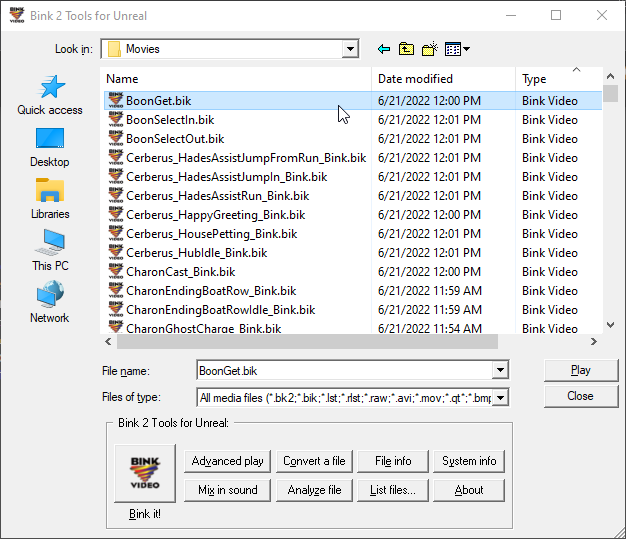 Bink 2 Tools for Unreal
Look in: Movies
Name Date modified Type
BoonGet.bik 6/21/2022 12:00 PM Bink Video
BoonSelectIn.bik 6/21/2022 12:01 PM Bink Video
BoonSelectOut.bik 6/21/2022 12:01 PM Bink Video
Cerberus_HadesAssistJumpFromRun_Bink.bik 6/21/2022 12:01 PM Bink Video
Cerberus_HadesAssistJumpIn_Bink.bik 6/21/2022 12:01 PM Bink Video
Cerberus_HadesAssistRun_Bink.bik 6/21/2022 12:01 PM Bink Video
Cerberus_HappyGreeting_Bink.bik 6/21/2022 12:00 PM Bink Video
Cerberus_HousePetting_Bink.bik 6/21/2022 12:01 PM Bink Video
Cerberus_HubIdle_Bink.bik 6/21/2022 12:01 PM Bink Video
CharonCast_Bink.bik 6/21/2022 12:00 PM Bink Video
CharonEndingBoatRow_Bink.bik 6/21/2022 11:59 AM Bink Video
CharonEndingBoatRowIdle_Bink.bik 6/21/2022 11:59 AM Bink Video
CharonGhostCharge_Bink.bik 6/21/2022 11:54 AM Bink Video
Quick access
Desktop
Libraries
This PC
Network
File name: BoonGet.bik Play
Files of type: All media files (*.bk2;*.bik;*.lst;*.rlst;*.raw;*.avi;*.mov;*.qt*;*.bmp Close
Bink 2 Tools for Unreal:
BINK
VIDEO
Bink it!
Advanced play Convert a file File info System info
Mix in sound Analyze file List files... About